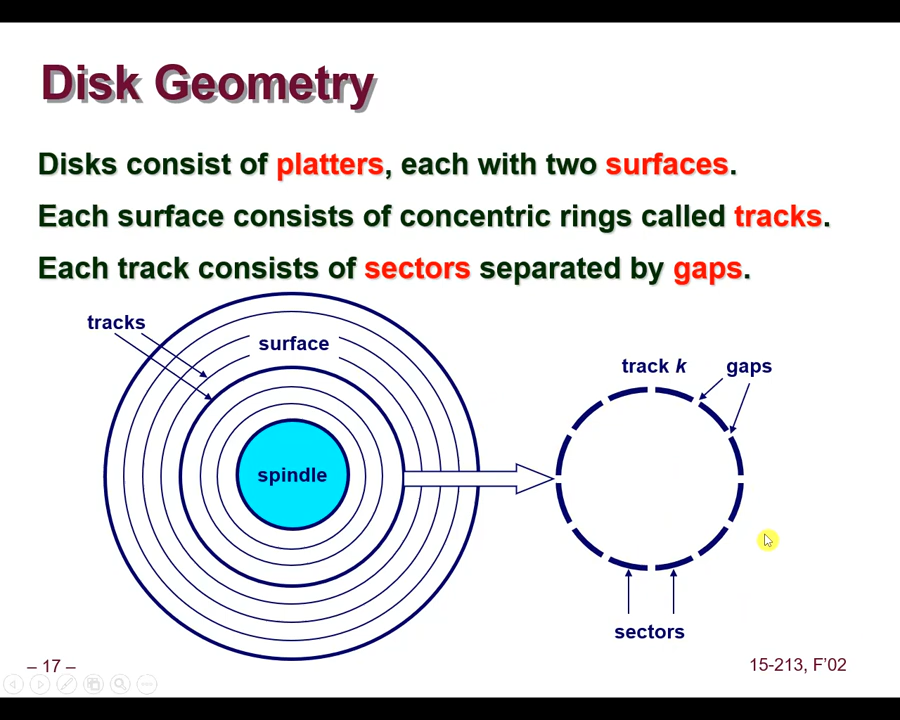 Disk Geometry
Disks consist of platters, each with two surfaces.
Each surface consists of concentric rings called tracks.
Each track consists of sectors separated by gaps.
tracks
surface
track k
gaps
spindle
sectors
– 17 –
15-213, F’02